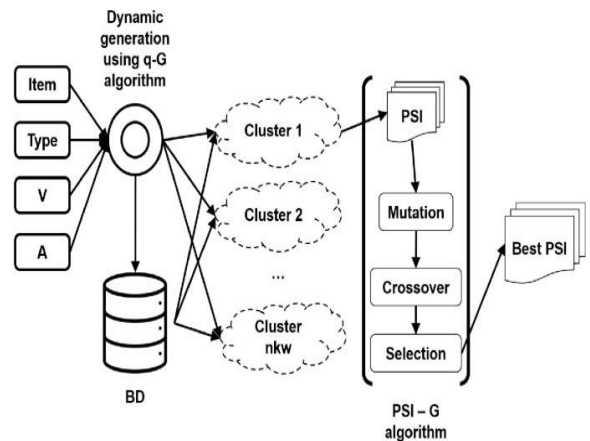 Dynamic
generation
using q-G
algorithm
Item
Type
V
A
BD
Cluster 1
Cluster 2
...
Cluster
nkw
PSI
Mutation
Crossover
Selection
PSI – G
algorithm
Best PSI